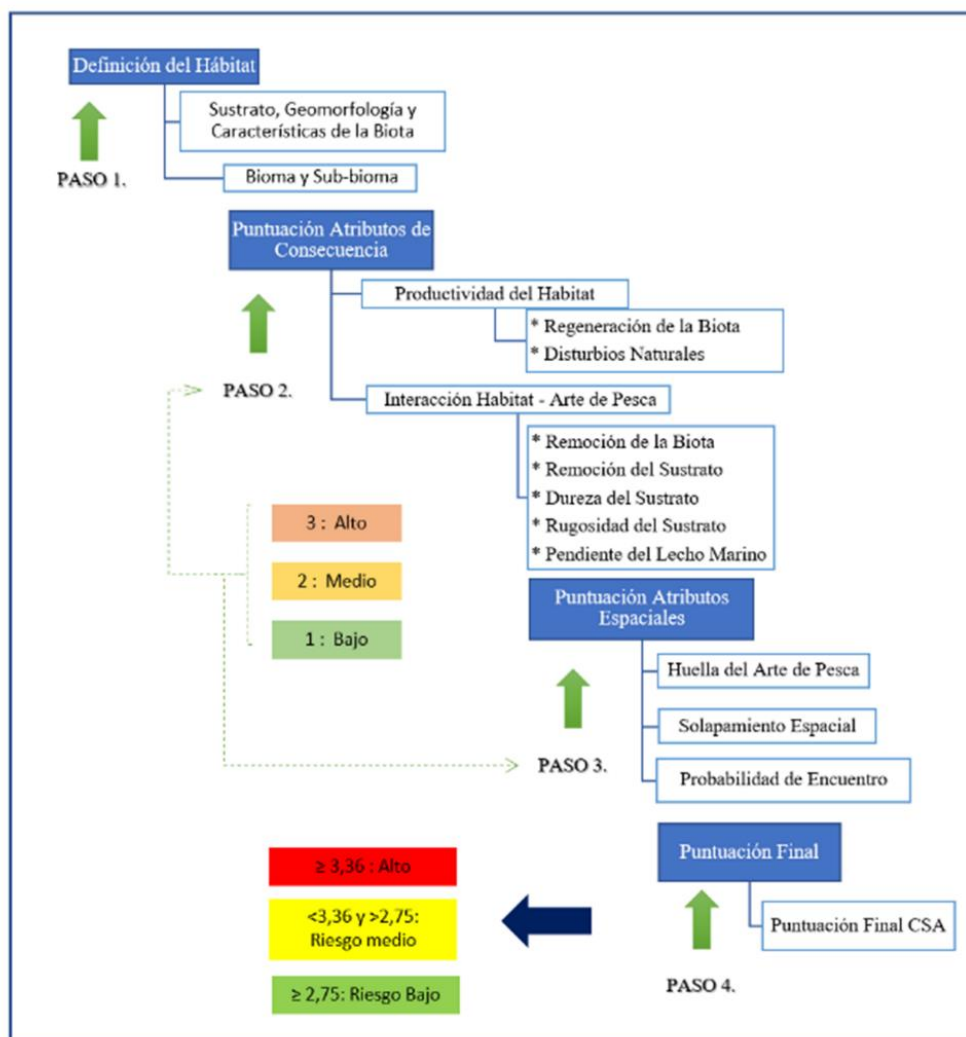 Definición del Hábitat
Sustrato, Geomorfología y
Características de la Biota
Bioma y Sub-bioma
PASO 1.
Puntuación Atributos de
Consecuencia
Productividad del Habitat
* Regeneración de la Biota
* Disturbios Naturales
PASO 2.
Interacción Habitat - Arte de Pesca
* Remoción de la Biota
* Remoción del Sustrato
* Dureza del Sustrato
* Rugosidad del Sustrato
* Pendiente del Lecho Marino
3 : Alto
2 : Medio
1 : Bajo
Puntuación Atributos
Espaciales
Huella del Arte de Pesca
Solapamiento Espacial
Probabilidad de Encuentro
PASO 3.
Puntuación Final
Puntuación Final CSA
PASO 4.
≥ 3,36 : Alto
<3,36 y >2,75:
Riesgo medio
≥ 2,75: Riesgo Bajo